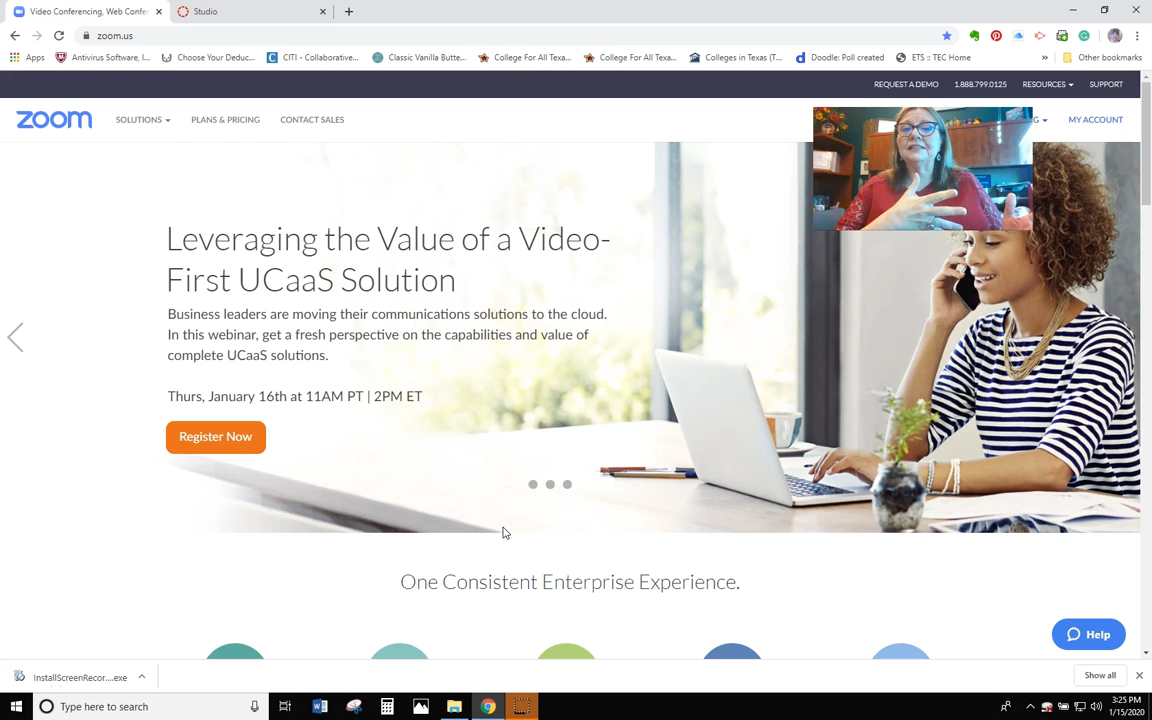 Video Conferencing, Web Confe
Studio
zoom.us
Apps
Antivirus Software, I...
Choose Your Deduc...
CITI - Collaborative...
Classic Vanilla Butte...
College For All Texa...
College For All Texa...
Colleges in Texas (T...
Doodle: Poll created
ETS :: TEC Home
»
Other bookmarks
REQUEST A DEMO
1.888.799.0125
RESOURCES
SUPPORT
zoom
SOLUTIONS
PLANS & PRICING
CONTACT SALES
G
MY ACCOUNT
Leveraging the Value of a Video-
First UCaaS Solution
Business leaders are moving their communications solutions to the cloud.
In this webinar, get a fresh perspective on the capabilities and value of
complete UCaaS solutions.
Thurs, January 16th at 11AM PT | 2PM ET
Register Now
One Consistent Enterprise Experience.
Help
InstallScreenRecor....exe
Show all
Type here to search
3:25 PM
1/15/2020